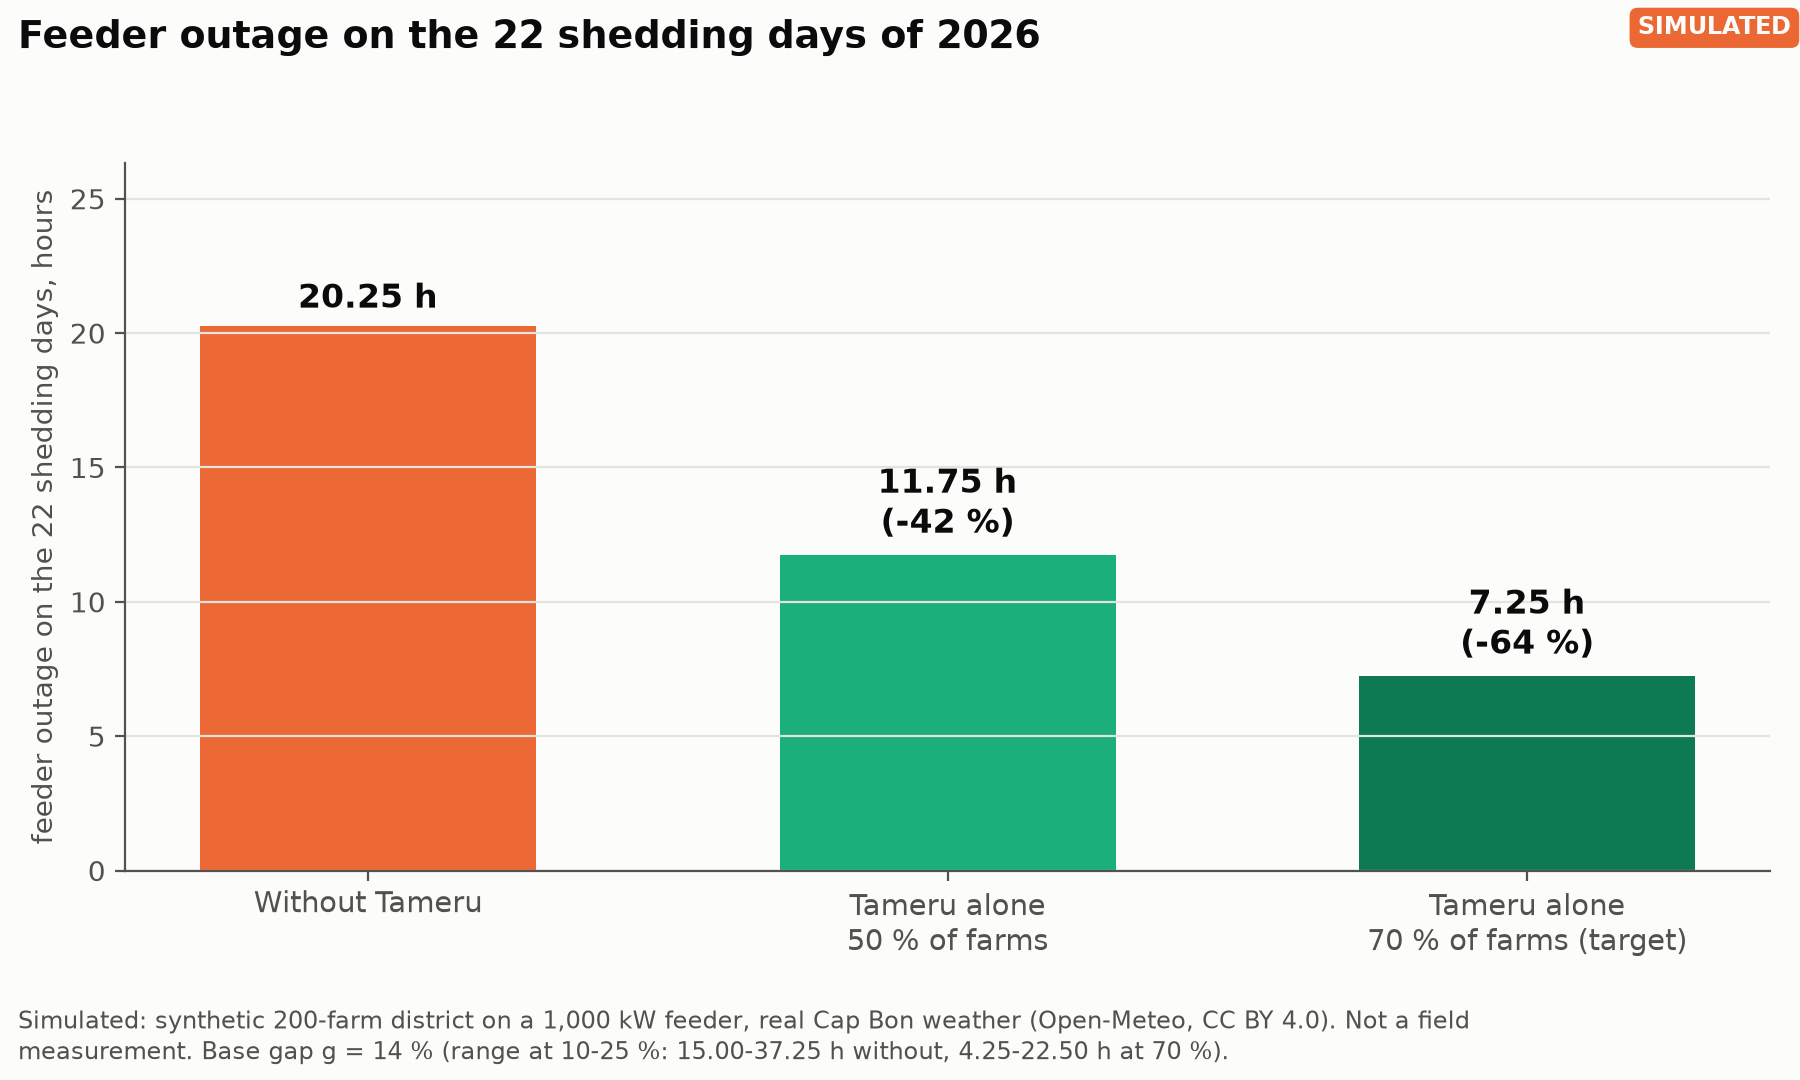 Feeder outage on the 22 shedding days of 2026
SIMULATED
feeder outage on the 22 shedding days, hours
25
20
15
10
5
0
20.25 h
11.75 h
(-42 %)
7.25 h
(-64 %)
Without Tameru
Tameru alone
50 % of farms
Tameru alone
70 % of farms (target)
Simulated: synthetic 200-farm district on a 1,000 kW feeder, real Cap Bon weather (Open-Meteo, CC BY 4.0). Not a field
measurement. Base gap g = 14 % (range at 10-25 %: 15.00-37.25 h without, 4.25-22.50 h at 70 %).